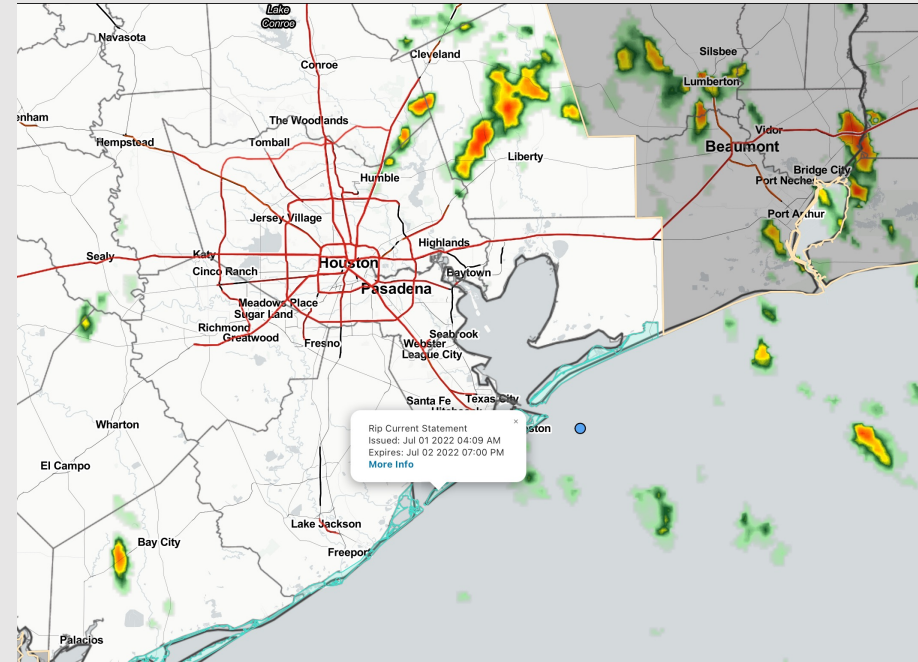 Lake
Conroe
Navasota
Cleveland
Silsbee
Conroe
Lumberton
enham
The Woodlands
Vidor
Hempstead
Tomball
Beaumont
Liberty
Bridge City
Humble
Port Neches
Jersey Village
Port Arthur
Highlands
Sealy
Katy
Houston
Cinco Ranch
Baytown
Pasadena
Meadows Place
Sugar Land
Richmond
Seabrook
Greatwood
Fresno
Webster
League City
Santa Fe
Texas City
Wharton
Rip Current Statement
×
eston
Issued: Jul 01 2022 04:09 AM
Expires: Jul 02 2022 07:00 PM
More Info
El Campo
Lake Jackson
Bay City
Freeport
Palacios